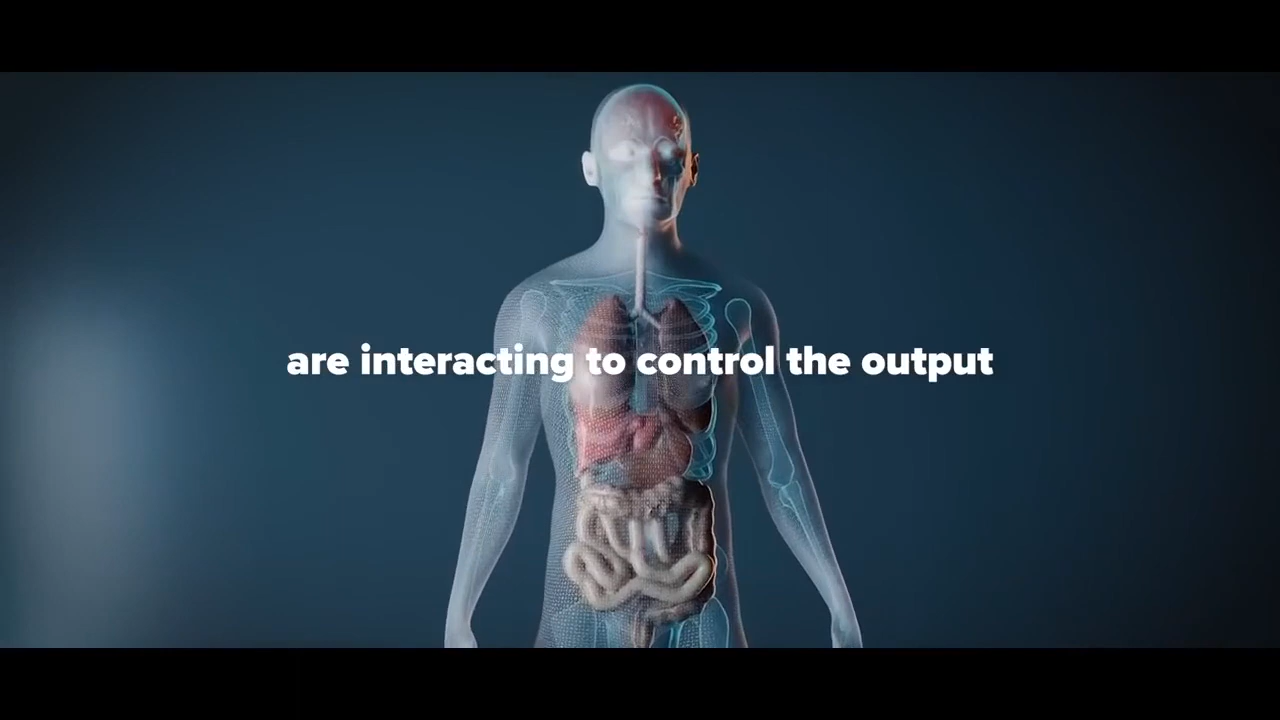 are interacting to control the output